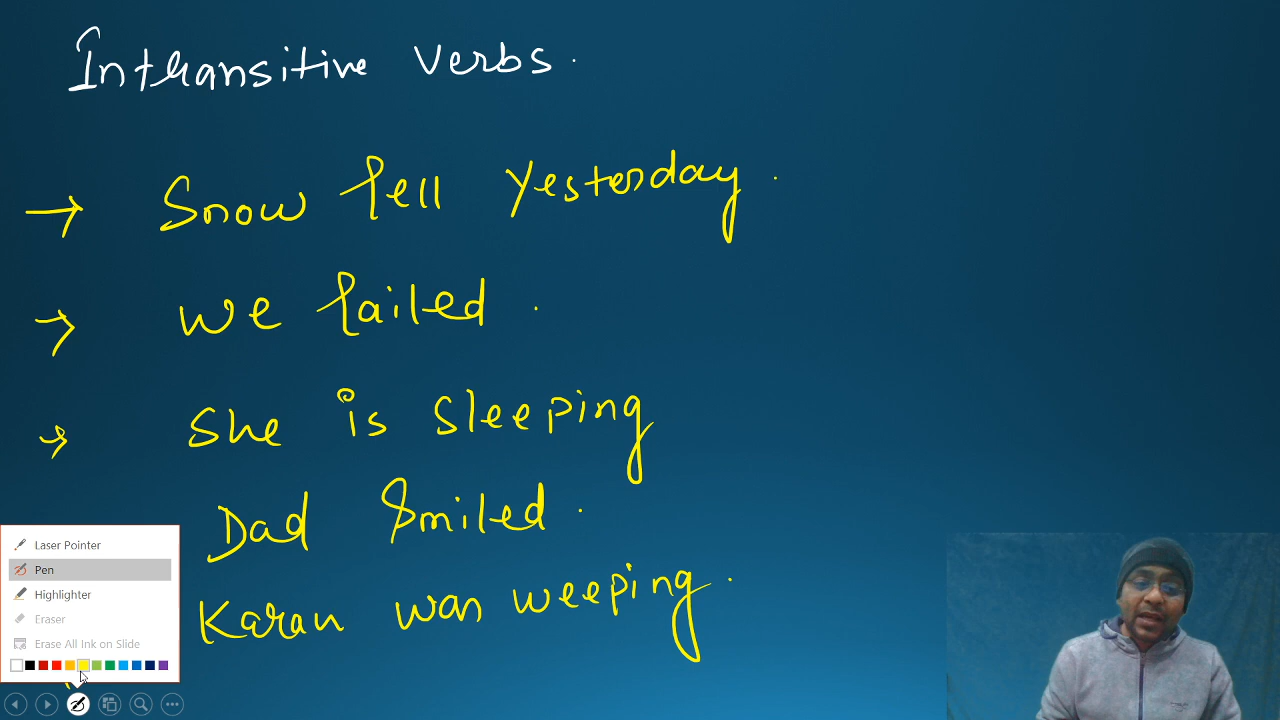 Intransitive Verbs.
→ Snow fell yesterday.
→ We failed.
→ She is sleeping
Dad Smiled.
Karan was weeping.
Laser Pointer
Pen
Highlighter
Eraser
Erase All Ink on Slide